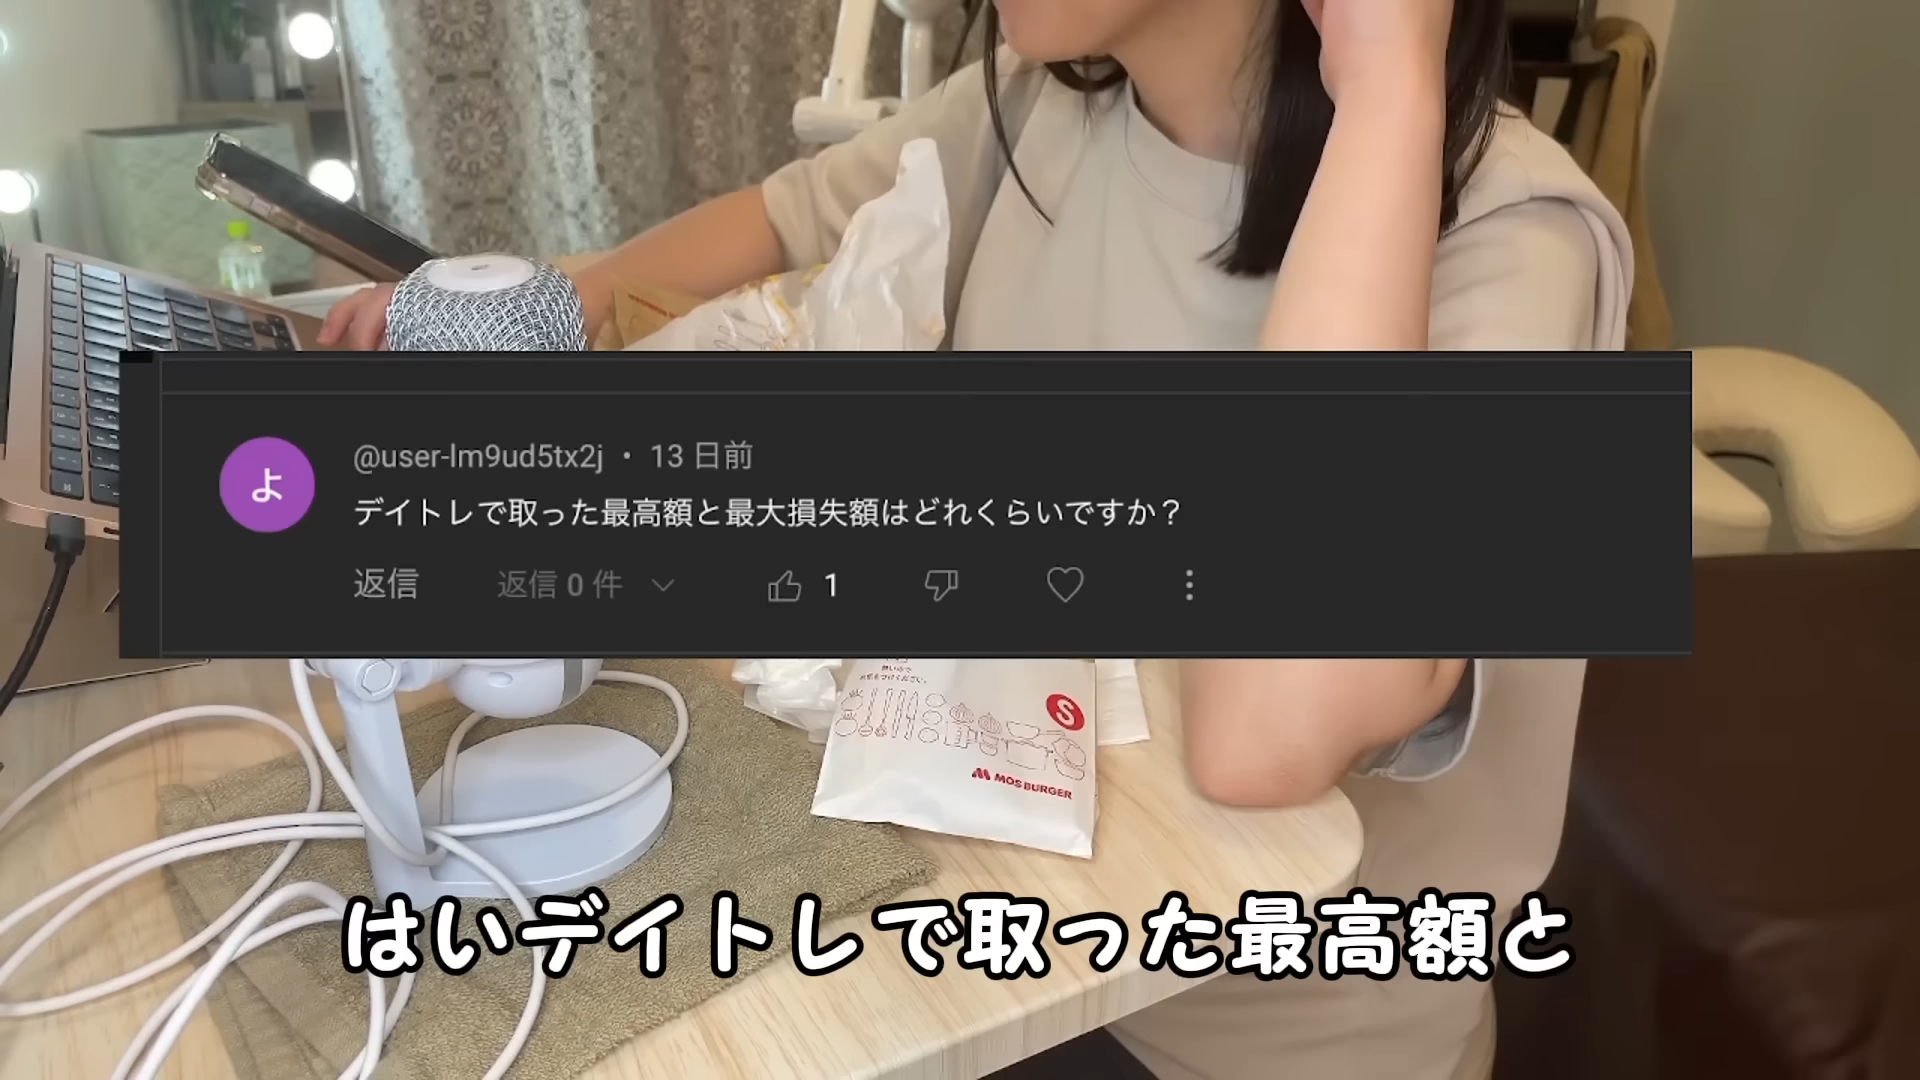 @user-lm9ud5tx2j ・ 13 日前
よ
デイトレで取った最高額と最大損失額はどれくらいですか？
返信 返信 0 件 1
S
MOS BURGER
はいデイトレで取った最高額と